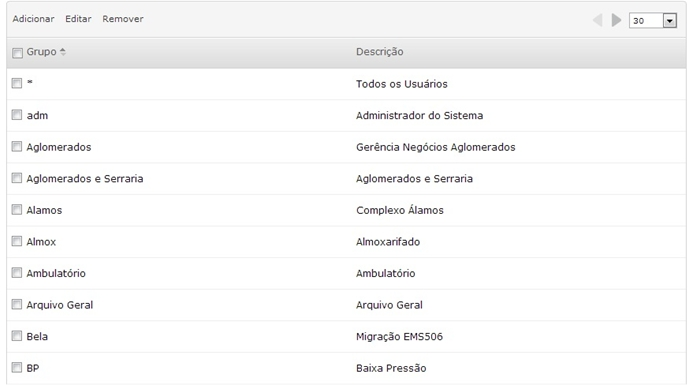 Adicionar Editar Remover 30
Grupo Descrição
* Todos os Usuários
adm Administrador do Sistema
Aglomerados Gerência Negócios Aglomerados
Aglomerados e Serraria Aglomerados e Serraria
Alamos Complexo Álamos
Almox Almoxarifado
Ambulatório Ambulatório
Arquivo Geral Arquivo Geral
Bela Migração EMS506
BP Baixa Pressão